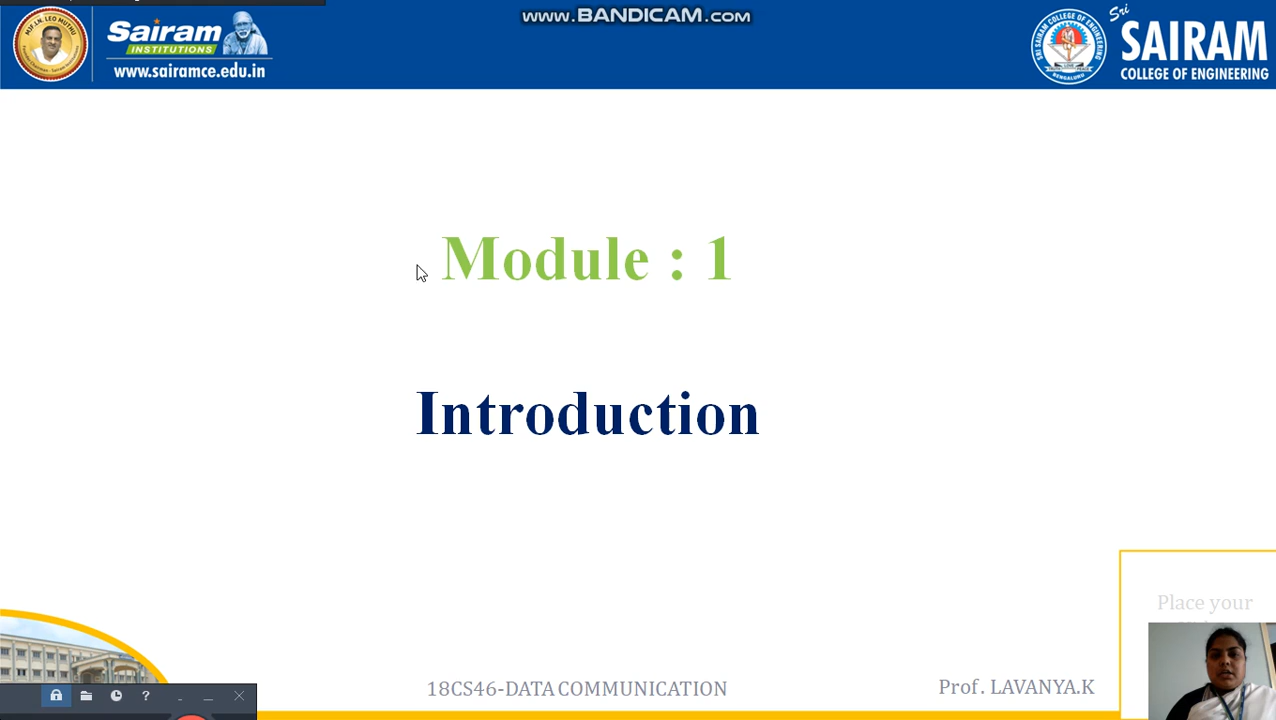 www.BANDICAM.com
Sairam
INSTITUTIONS
www.sairamce.edu.in
Sri
SAIRAM
COLLEGE OF ENGINEERING
Module : 1
Introduction
Place your
18CS46-DATA COMMUNICATION
Prof. LAVANYA.K